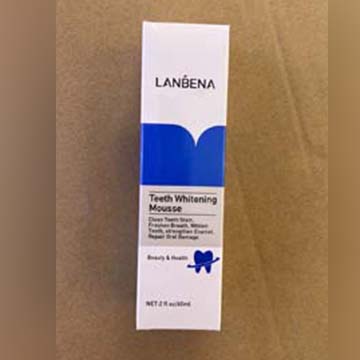 LANBENA
Teeth Whitening
Mousse
Clean Teeth Stain,
Freshen Breath, Whiten
Teeth, strengthen Enamel,
Repair Oral Damage
Beauty & Health
NET:2 fl oz/60ml